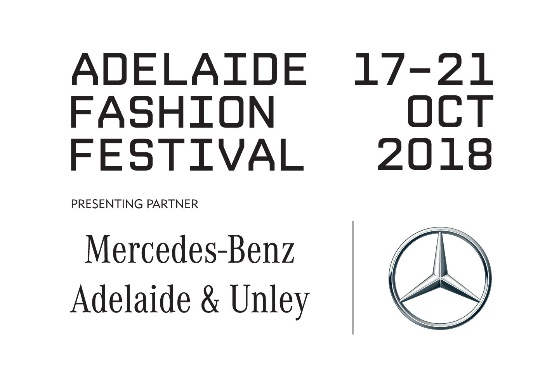 ADELAIDE
FASHION
FESTIVAL
17–21
OCT
2018
PRESENTING PARTNER
Mercedes-Benz
Adelaide & Unley